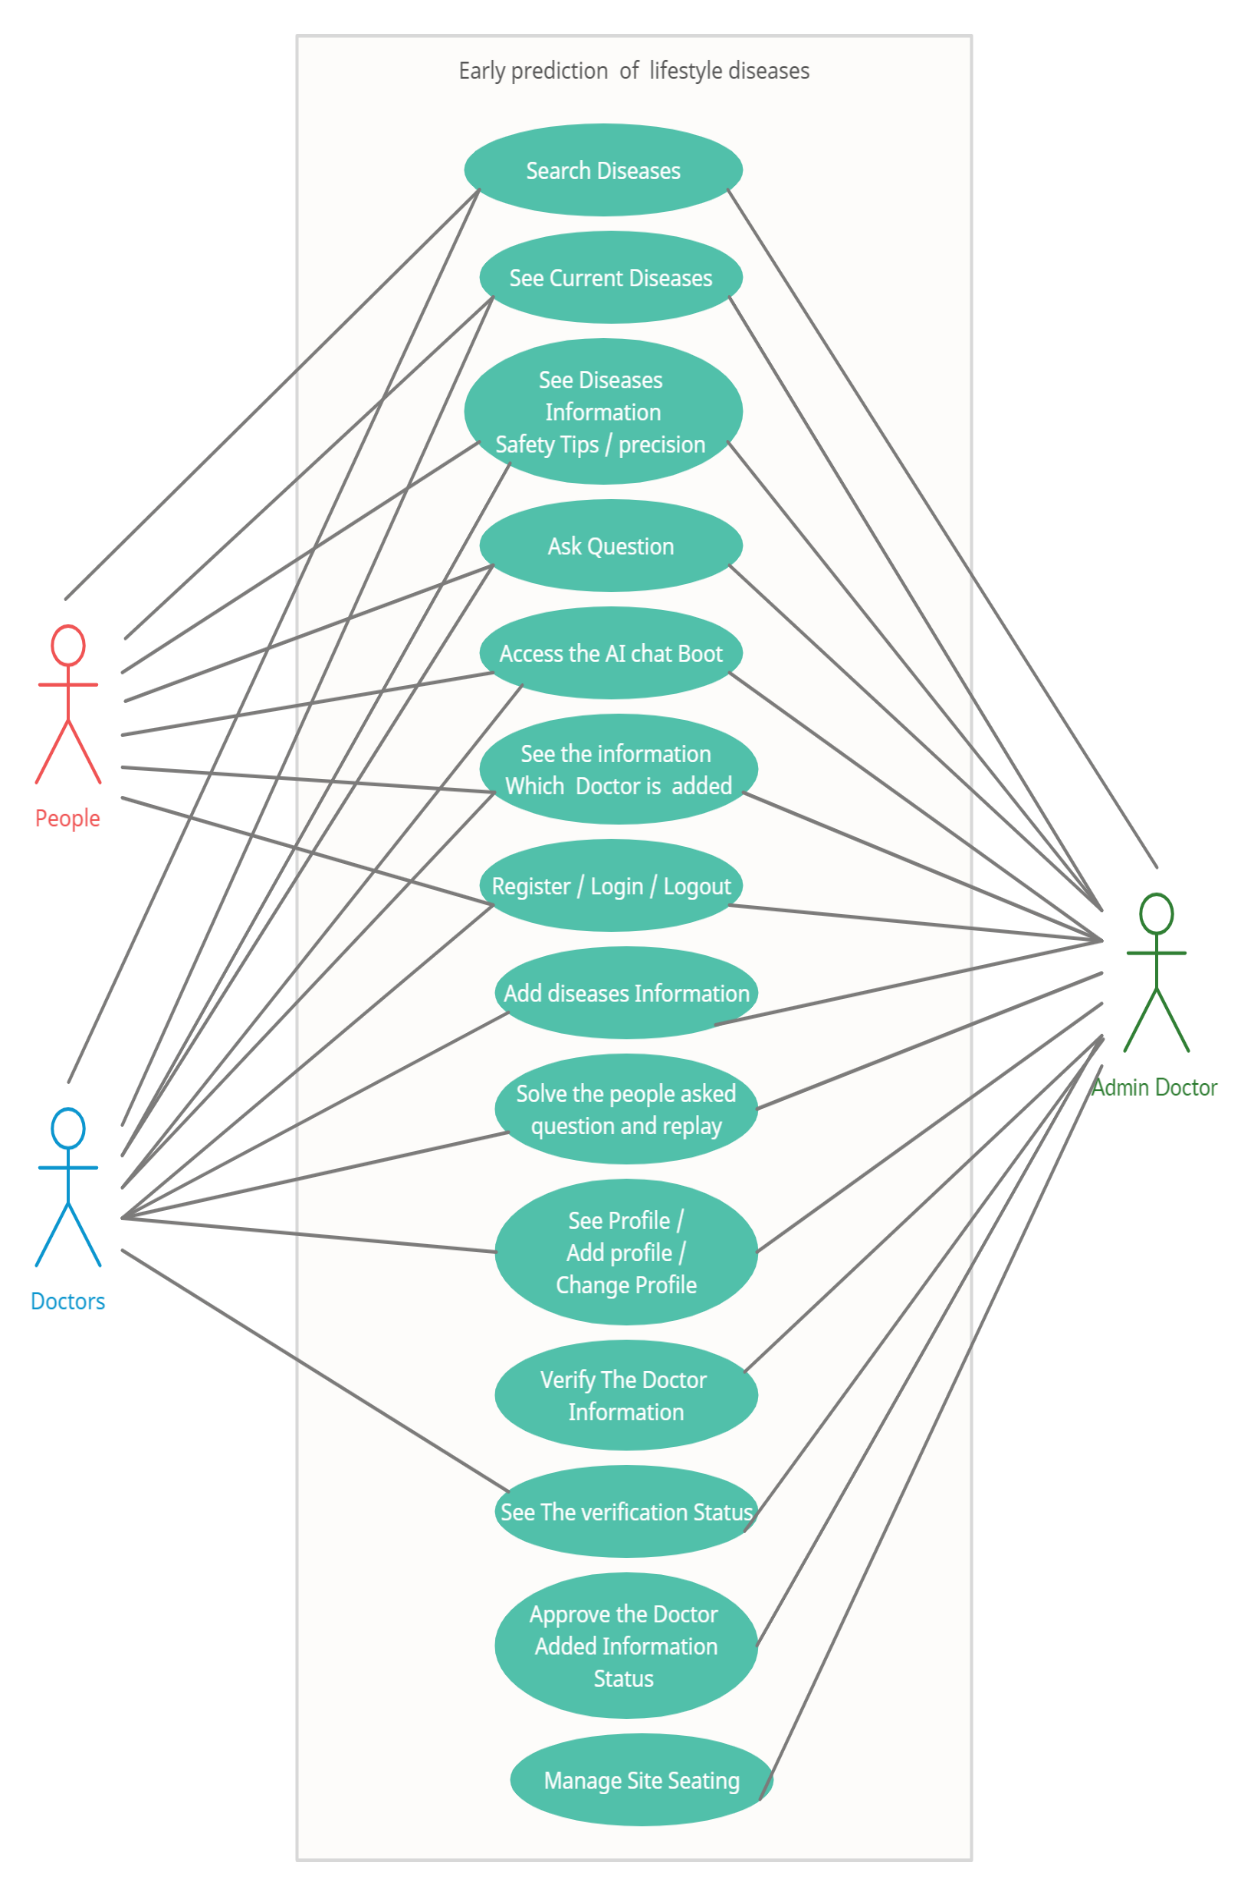 Early prediction of lifestyle diseases
Search Diseases
See Current Diseases
See Diseases
Information
Safety Tips / precision
Ask Question
Access the AI chat Boot
See the information
Which Doctor is added
Register / Login / Logout
Add diseases Information
Solve the people asked
question and replay
See Profile /
Add profile /
Change Profile
Verify The Doctor
Information
See The verification Status
Approve the Doctor
Added Information
Status
Manage Site Seating
People
Doctors
Admin Doctor